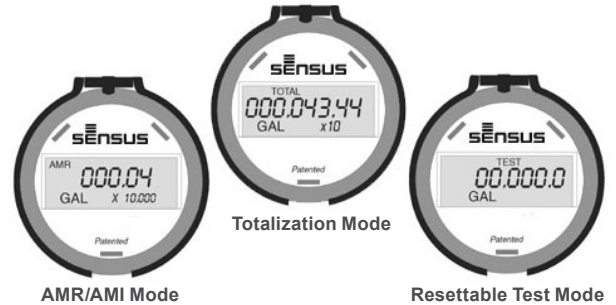 SENSUS
TOTAL
000.043.44
GAL x10
Patented
Totalization Mode
SENSUS
AMR
000.04
GAL X 10.000
Patented
AMR/AMI Mode
SENSUS
TEST
00.000.0
GAL
Patented
Resettable Test Mode